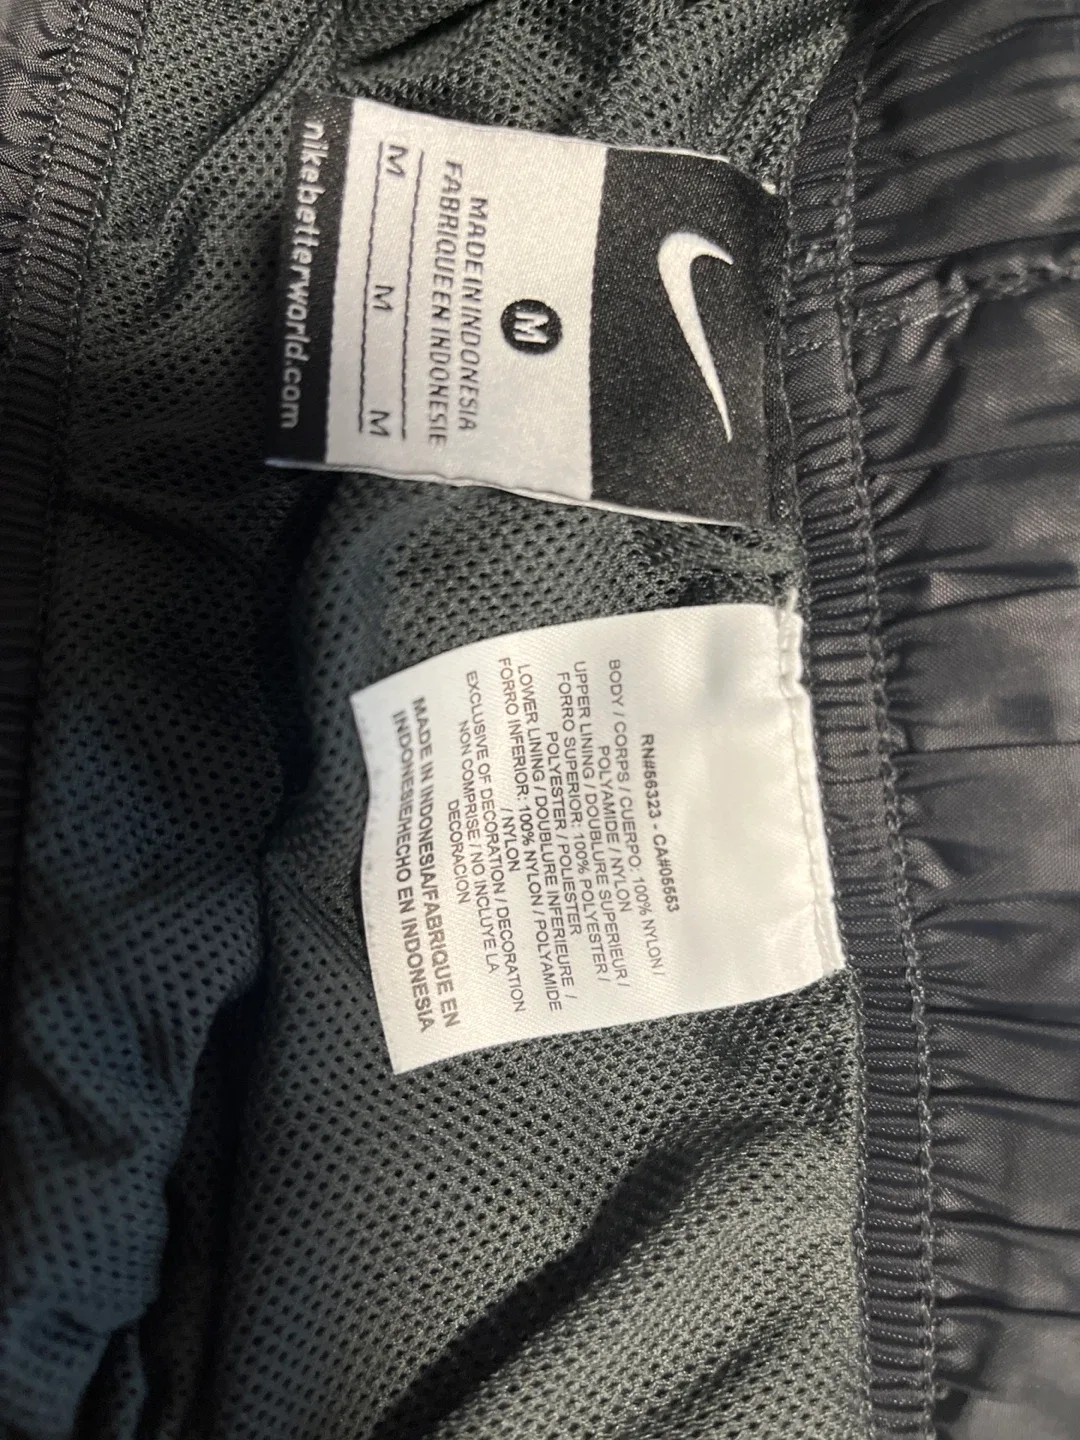 M
MADE IN INDONESIA
FABRIQUE EN INDONESIE
M M M
nikebetterworld.com
RN#56323 - CA#05553
BODY / CORPS / CUERPO: 100% NYLON /
POLYAMIDE / NYLON
UPPER LINING / DOUBLURE SUPERIEUR /
FORRO SUPERIOR: 100% POLYESTER /
POLYESTER / POLIESTER
LOWER LINING / DOUBLURE INFERIEURE /
FORRO INFERIOR: 100% NYLON / POLYAMIDE
/ NYLON
EXCLUSIVE OF DECORATION / DECORATION
NON COMPRISE / NO INCLUYE LA
DECORACION
MADE IN INDONESIA/FABRIQUE EN
INDONESIE/HECHO EN INDONESIA